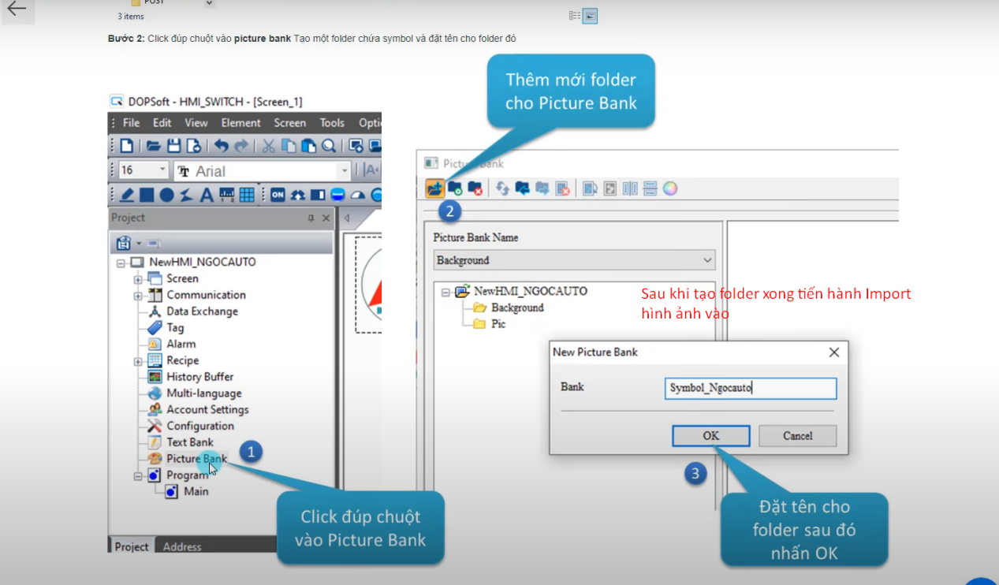 POST
3 items
Bước 2: Click đúp chuột vào picture bank Tạo một folder chứa symbol và đặt tên cho folder đó
Thêm mới folder
cho Picture Bank
DOPSoft - HMI_SWITCH - [Screen_1]
File Edit View Element Screen Tools Opti
16 Arial
ON
Project
NewHMI_NGOCAUTO
Screen
Communication
Data Exchange
Tag
Alarm
Recipe
History Buffer
Multi-language
Account Settings
Configuration
Text Bank
Picture Bank
1
Program
Main
Click đúp chuột
vào Picture Bank
Project Address
Picture Bank
2
Picture Bank Name
Background
NewHMI_NGOCAUTO
Background
Pic
Sau khi tạo folder xong tiến hành Import
hình ảnh vào
New Picture Bank
Bank Symbol_Ngocauto
OK Cancel
3
Đặt tên cho
folder sau đó
nhấn OK